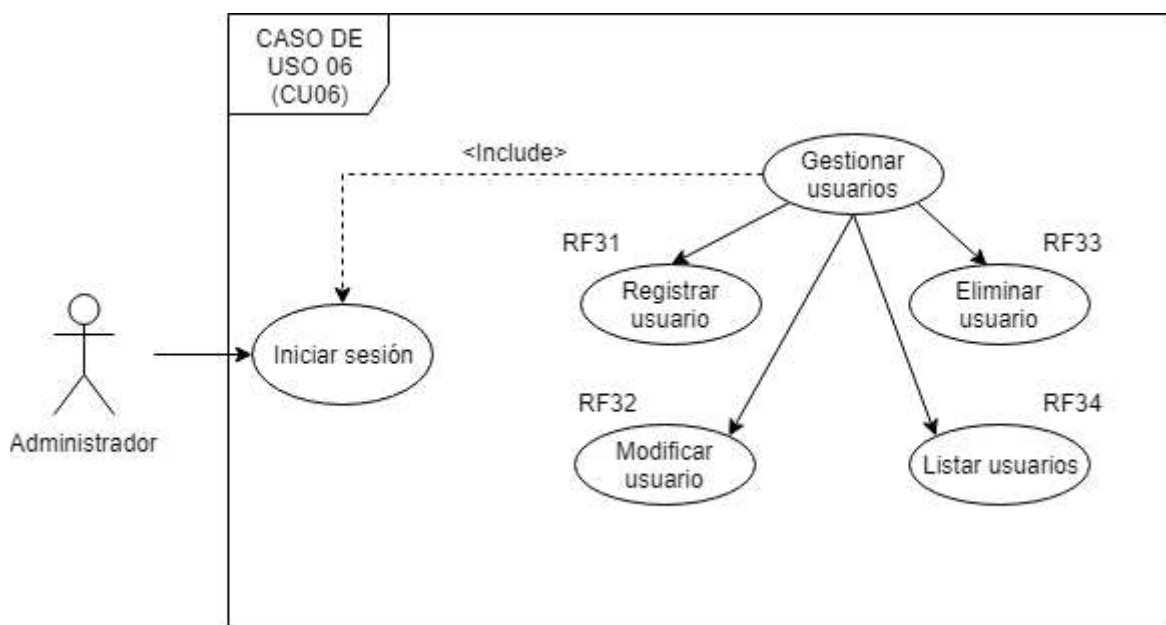 CASO DE
USO 06
(CU06)
<Include>
Gestionar
usuarios
RF31
RF33
Registrar
usuario
Eliminar
usuario
Iniciar sesión
Administrador
RF32
RF34
Modificar
usuario
Listar usuarios